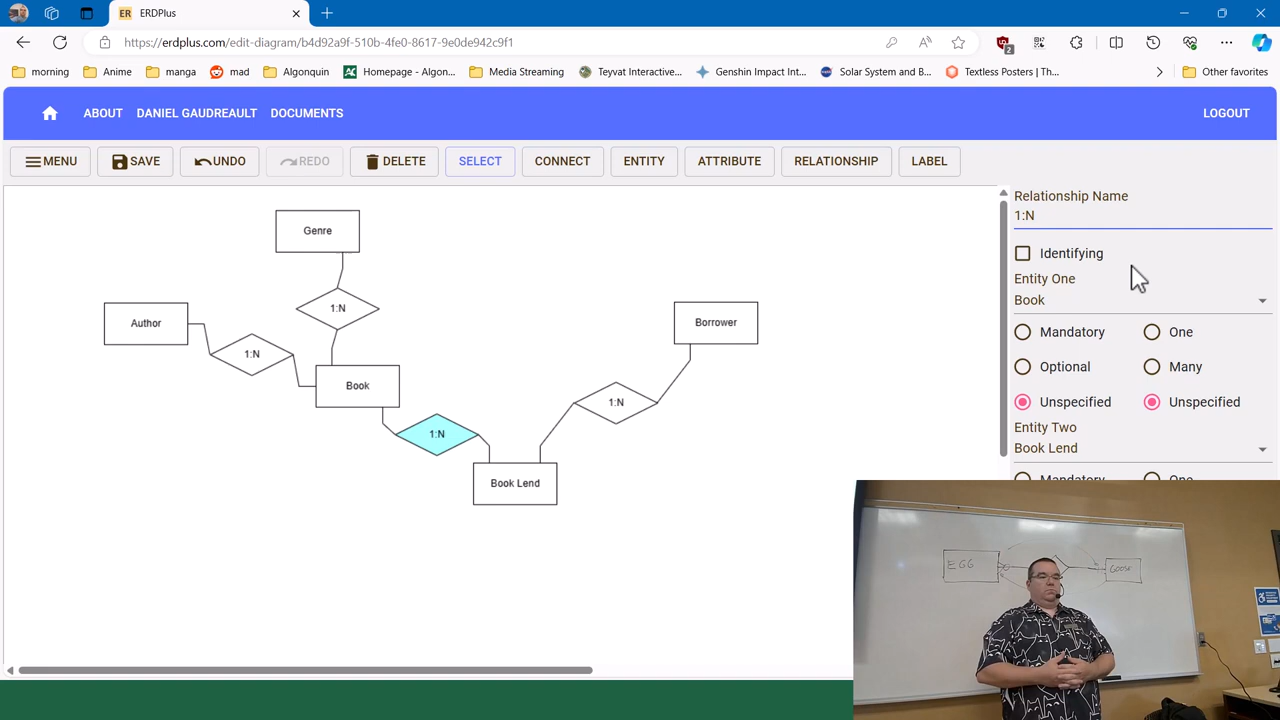 ER ERDPlus
https://erdplus.com/edit-diagram/b4d92a9f-510b-4fe0-8617-9e0de942c9f1
2
morning Anime manga mad Algonquin Homepage - Algon... Media Streaming Teyvat Interactive... Genshin Impact Int... Solar System and B... Textless Posters | Th... Other favorites
ABOUT DANIEL GAUDREAULT DOCUMENTS LOGOUT
MENU SAVE UNDO REDO DELETE SELECT CONNECT ENTITY ATTRIBUTE RELATIONSHIP LABEL
Genre
1:N
Author
1:N
Book
1:N
Book Lend
1:N
Borrower
Relationship Name
1:N
Identifying
Entity One
Book
Mandatory One
Optional Many
Unspecified Unspecified
Entity Two
Book Lend
Mandatory One
EGG
GOOSE